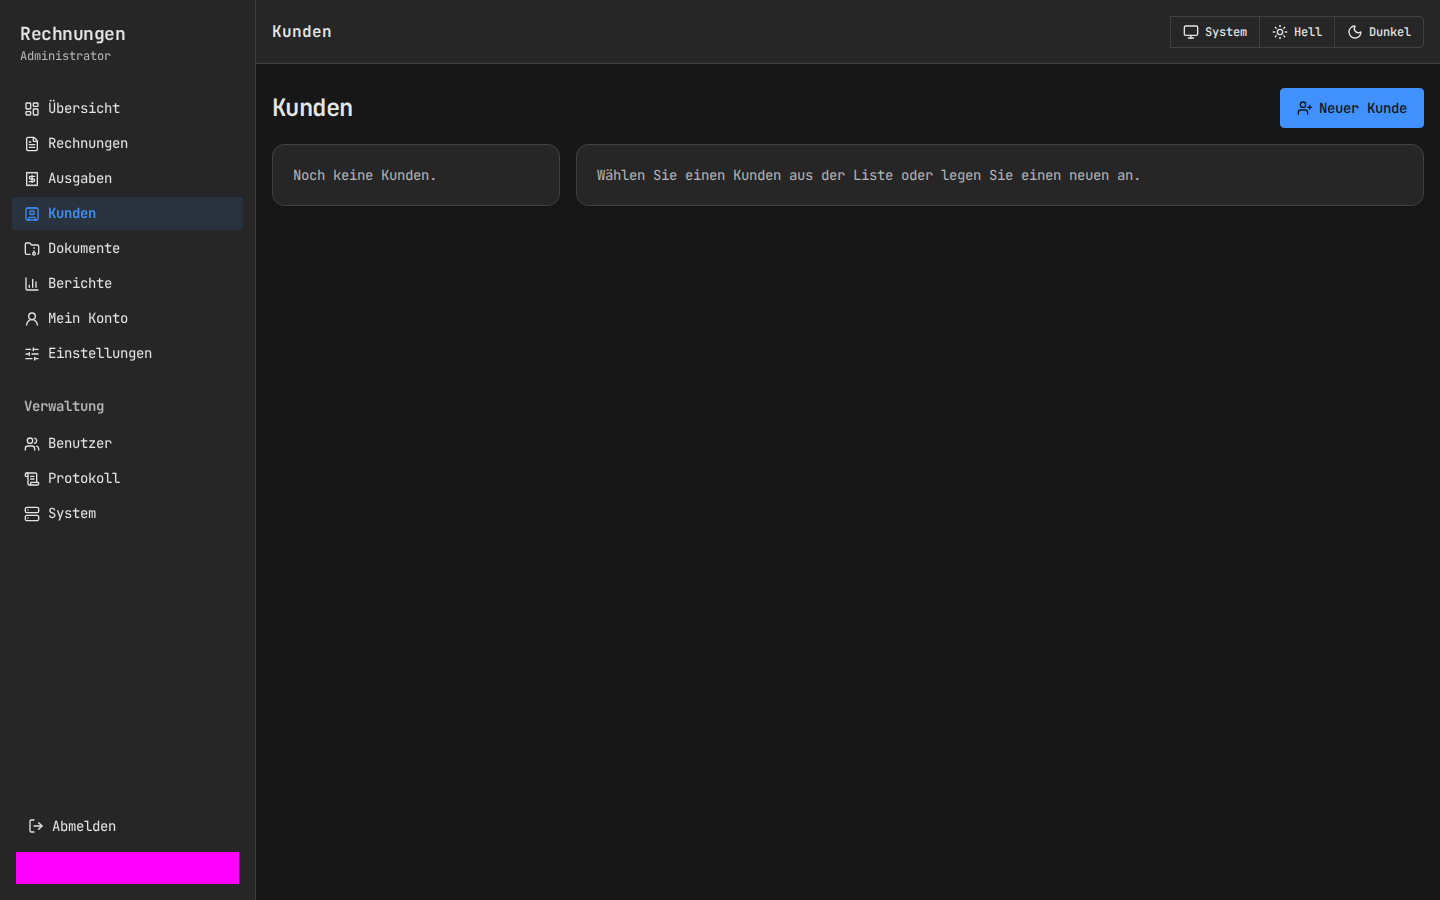 Rechnungen
Administrator
Übersicht
Rechnungen
Ausgaben
Kunden
Dokumente
Berichte
Mein Konto
Einstellungen
Verwaltung
Benutzer
Protokoll
System
Abmelden
Kunden
System
Hell
Dunkel
Kunden
Neuer Kunde
Noch keine Kunden.
Wählen Sie einen Kunden aus der Liste oder legen Sie einen neuen an.